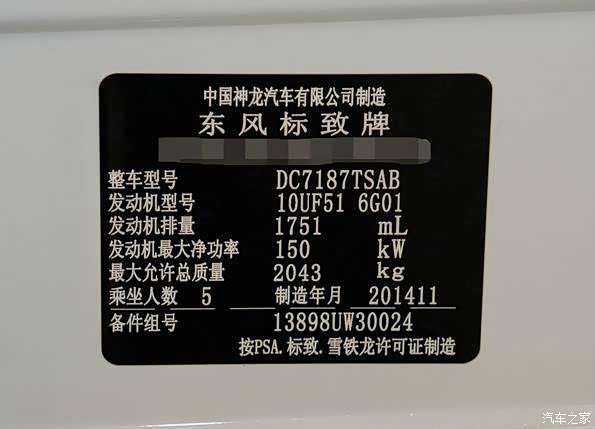 中国神龙汽车有限公司制造
东风标致牌
整车型号 DC7187TSAB
发动机型号 10UF51 6G01
发动机排量 1751 mL
发动机最大净功率 150 kW
最大允许总质量 2043 kg
乘坐人数 5 制造年月 201411
备件组号 13898UW30024
按PSA.标致.雪铁龙许可证制造
汽车之家